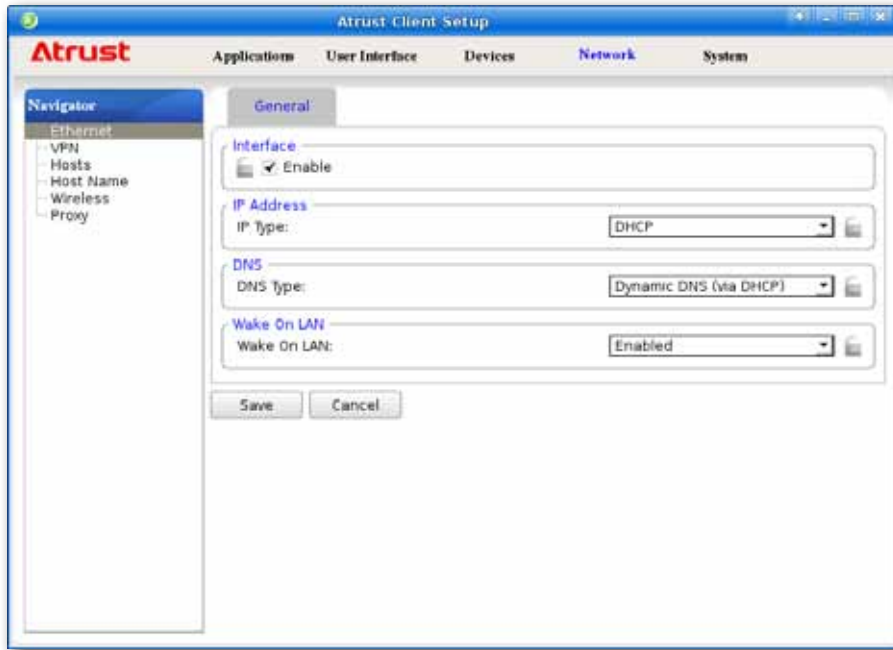 Atrust Client Setup
Atrust
Applications User Interface Devices Network System
Navigator
Ethernet
VPN
Hosts
Host Name
Wireless
Proxy
General
Interface
Enable
IP Address
IP Type: DHCP
DNS
DNS Type: Dynamic DNS (via DHCP)
Wake On LAN
Wake On LAN: Enabled
Save Cancel